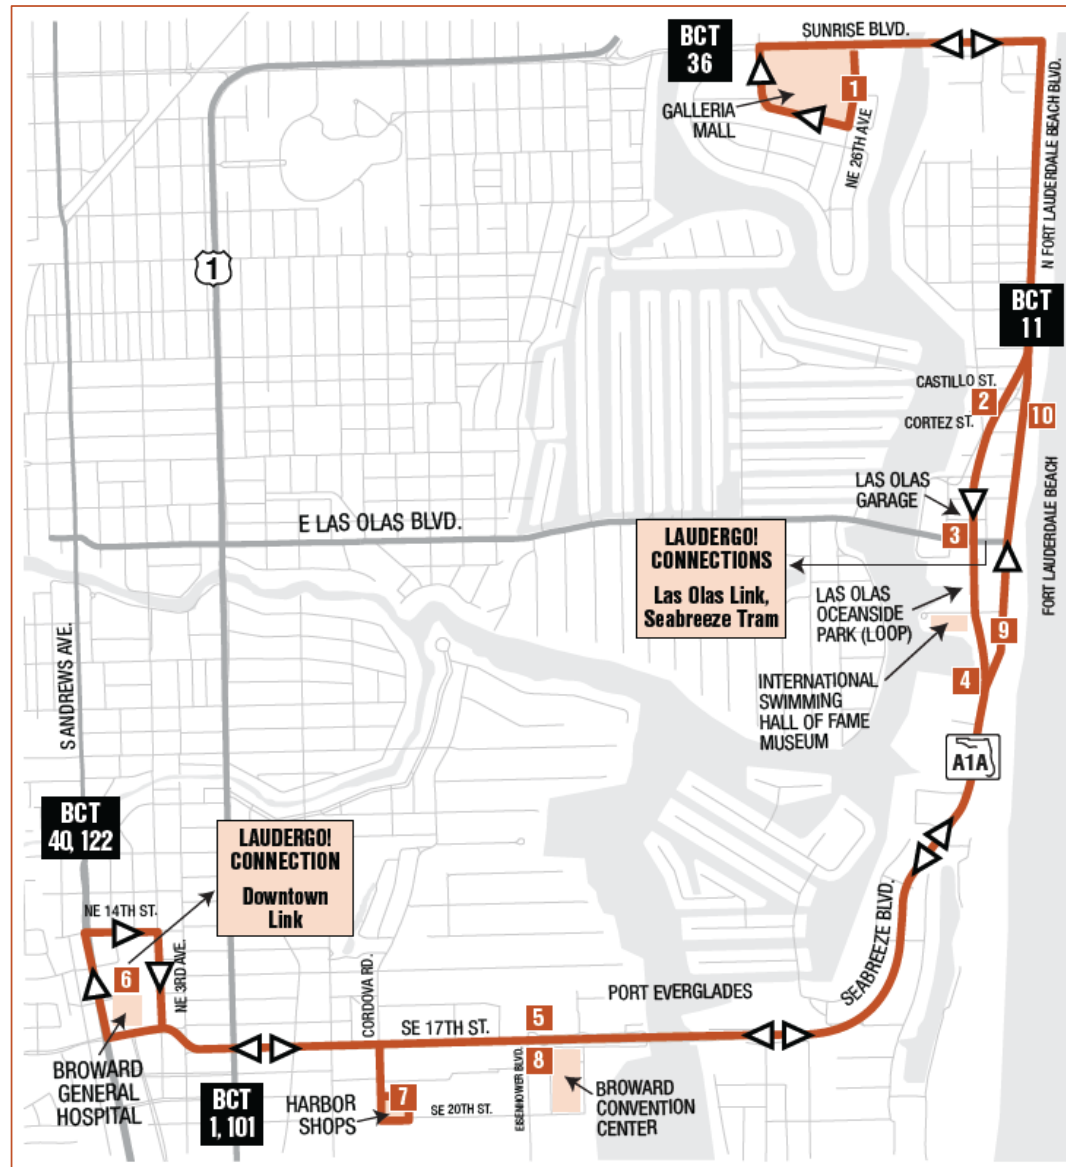 SUNRISE BLVD.
BCT
36
1
GALLERIA
MALL
NE 26TH AVE
N FORT LAUDERDALE BEACH BLVD.
1
BCT
11
CASTILLO ST.
2
10
CORTEZ ST.
LAS OLAS
GARAGE
E LAS OLAS BLVD.
3
LAUDERGO!
CONNECTIONS
Las Olas Link,
Seabreeze Tram
FORT LAUDERDALE BEACH
LAS OLAS
OCEANSIDE
PARK (LOOP)
9
4
INTERNATIONAL
SWIMMING
HALL OF FAME
MUSEUM
S ANDREWS AVE.
A1A
BCT
40, 122
LAUDERGO!
CONNECTION
Downtown
Link
NE 14TH ST.
NE 3RD AVE.
6
SEABREEZE BLVD.
CORDOVA RD.
PORT EVERGLADES
5
SE 17TH ST.
8
EISENHOWER BLVD.
BROWARD
GENERAL
HOSPITAL
BCT
1, 101
HARBOR
SHOPS
7
SE 20TH ST.
BROWARD
CONVENTION
CENTER